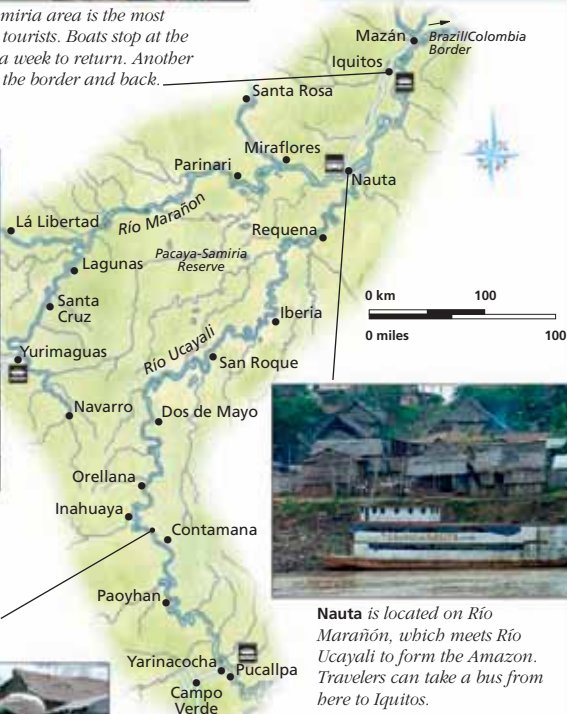 miria area is the most
tourists. Boats stop at the
a week to return. Another
the border and back.
Mazán
Brazil/Colombia
Border
Iquitos
Santa Rosa
Miraflores
Parinari
Nauta
Río Marañon
Lá Libertad
Requena
Pacaya-Samiria
Reserve
Lagunas
Santa
Cruz
Iberia
0 km 100
0 miles 100
Río Ucayali
Yurimaguas
San Roque
Navarro
Dos de Mayo
Orellana
Inahuaya
Contamana
Paoyhan
Yarinacocha
Pucallpa
Campo
Verde
Nauta is located on Río
Marañón, which meets Río
Ucayali to form the Amazon.
Travelers can take a bus from
here to Iquitos.